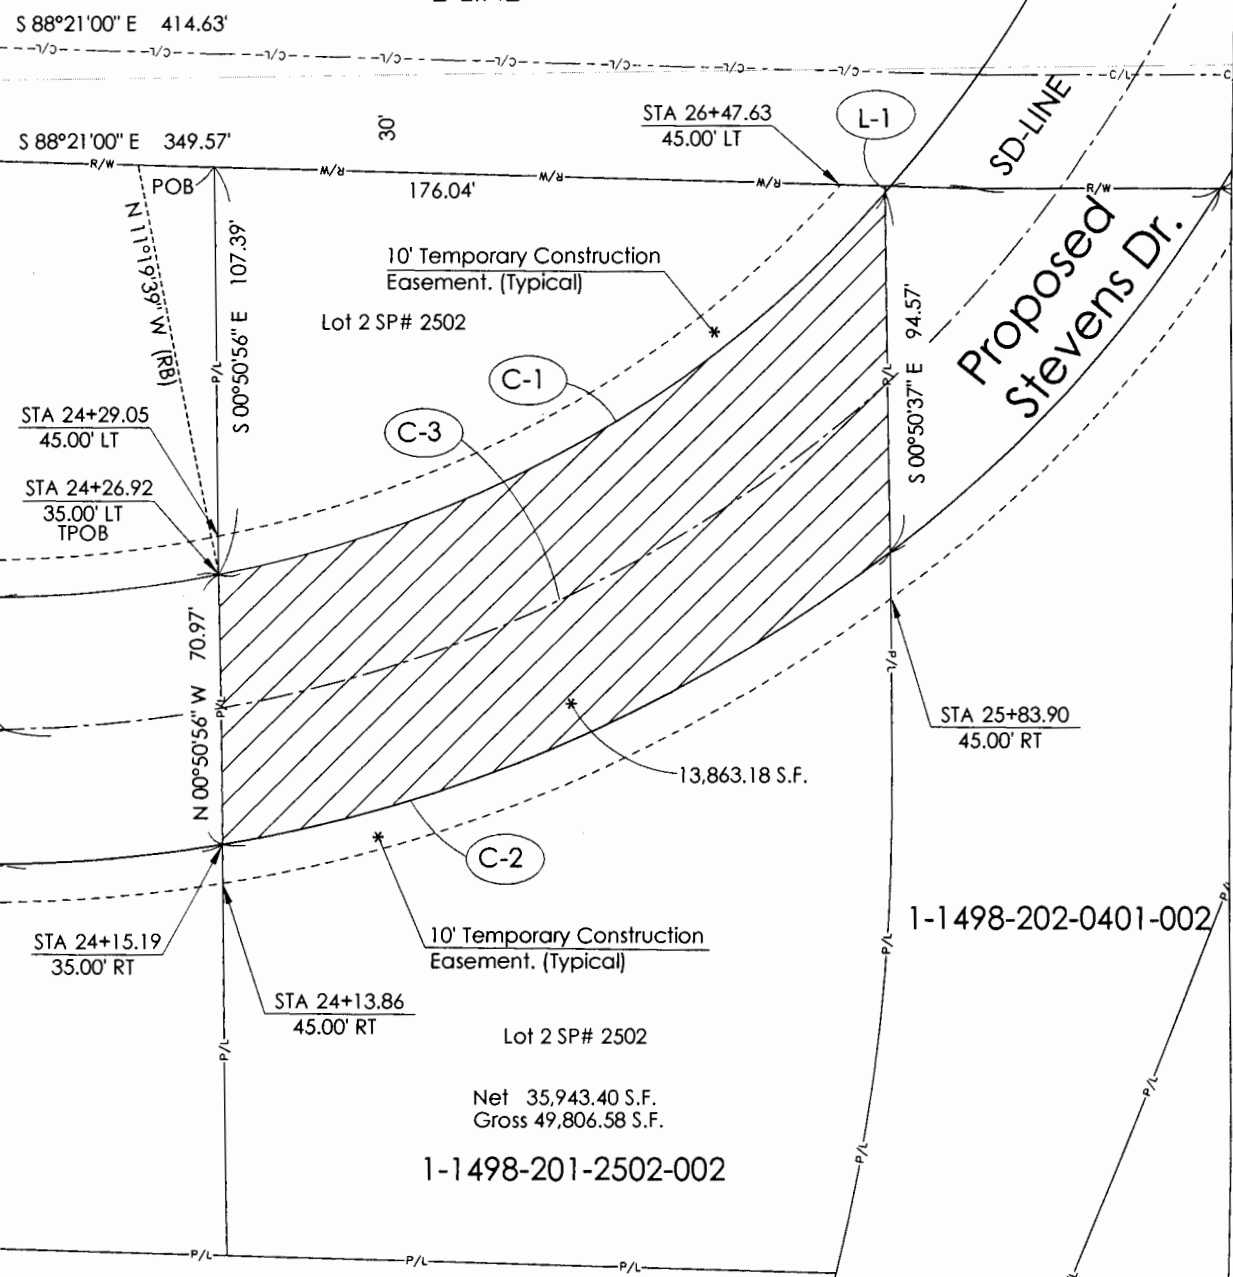 S 88°21'00" E 414.63'
C/L C/L C/L C/L C/L C/L C/L C/L C/L
S 88°21'00" E 349.57'
30'
STA 26+47.63
45.00' LT
L-1
SD-LINE
R/W R/W R/W R/W R/W
POB
176.04'
N 11°19'39" W (RB)
S 00°50'56" E 107.39'
P/L
10' Temporary Construction
Easement. (Typical)
Lot 2 SP# 2502
Proposed
Stevens Dr.
C-1
C-3
S 00°50'37" E 94.57'
P/L
STA 24+29.05
45.00' LT
STA 24+26.92
35.00' LT
TPOB
N 00°50'56" W 70.97'
P/L
P/L
STA 25+83.90
45.00' RT
13,863.18 S.F.
C-2
STA 24+15.19
35.00' RT
10' Temporary Construction
Easement. (Typical)
1-1498-202-0401-002
P/L
P/L
STA 24+13.86
45.00' RT
Lot 2 SP# 2502
P/L
Net 35,943.40 S.F.
Gross 49,806.58 S.F.
P/L
P/L
1-1498-201-2502-002
P/L P/L P/L